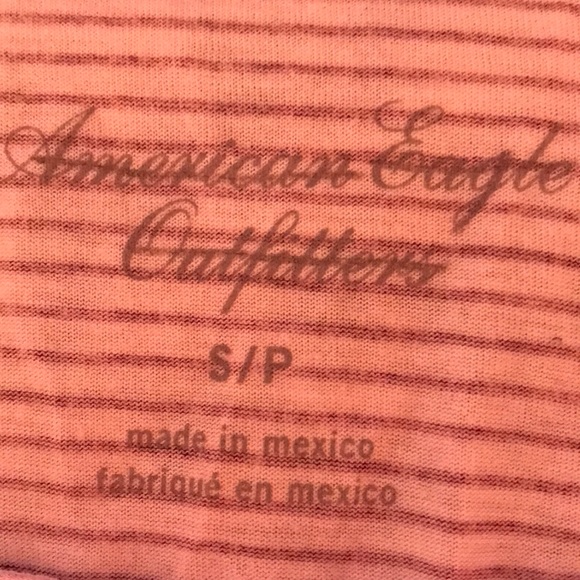 American Eagle
Outfitters
S/P
made in mexico
fabriqué en mexico